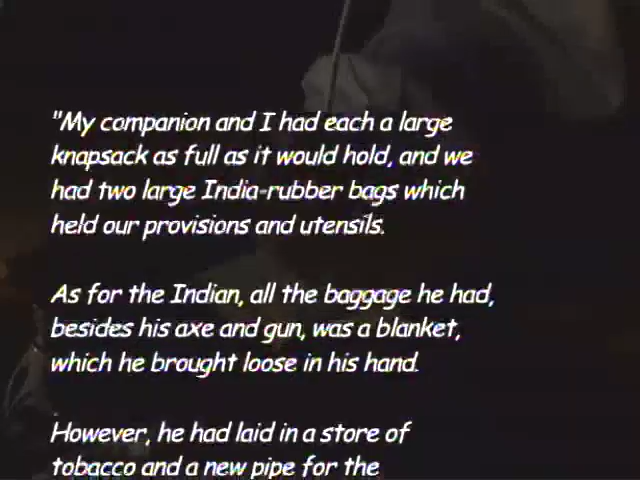 "My companion and I had each a large
knapsack as full as it would hold, and we
had two large India-rubber bags which
held our provisions and utensils.
As for the Indian, all the baggage he had,
besides his axe and gun, was a blanket,
which he brought loose in his hand.
However, he had laid in a store of
tobacco and a new pipe for the